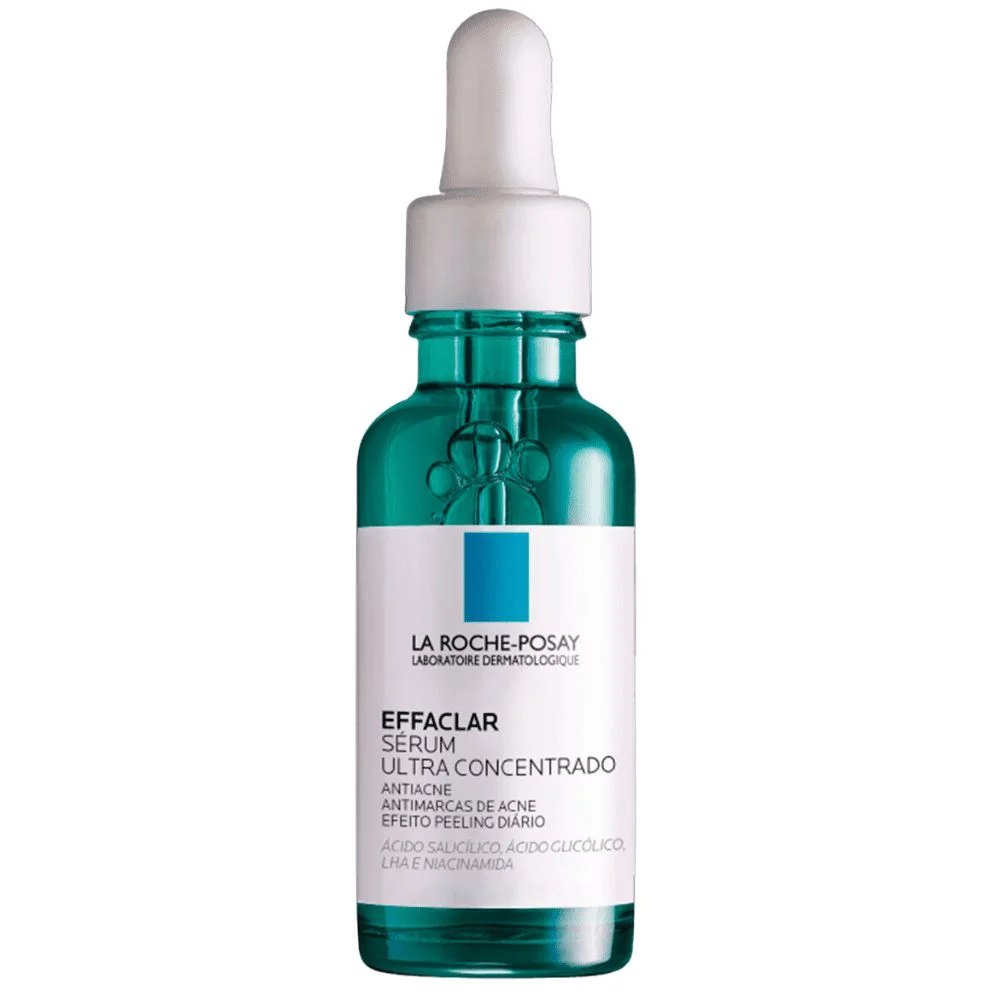 LA ROCHE-POSAY
LABORATOIRE DERMATOLOGIQUE
EFFACLAR
SÉRUM
ULTRA CONCENTRADO
ANTIACNE
ANTIMARCAS DE ACNE
EFEITO PEELING DIÁRIO
ÁCIDO SALICÍLICO, ÁCIDO GLICÓLICO,
LHA E NIACINAMIDA